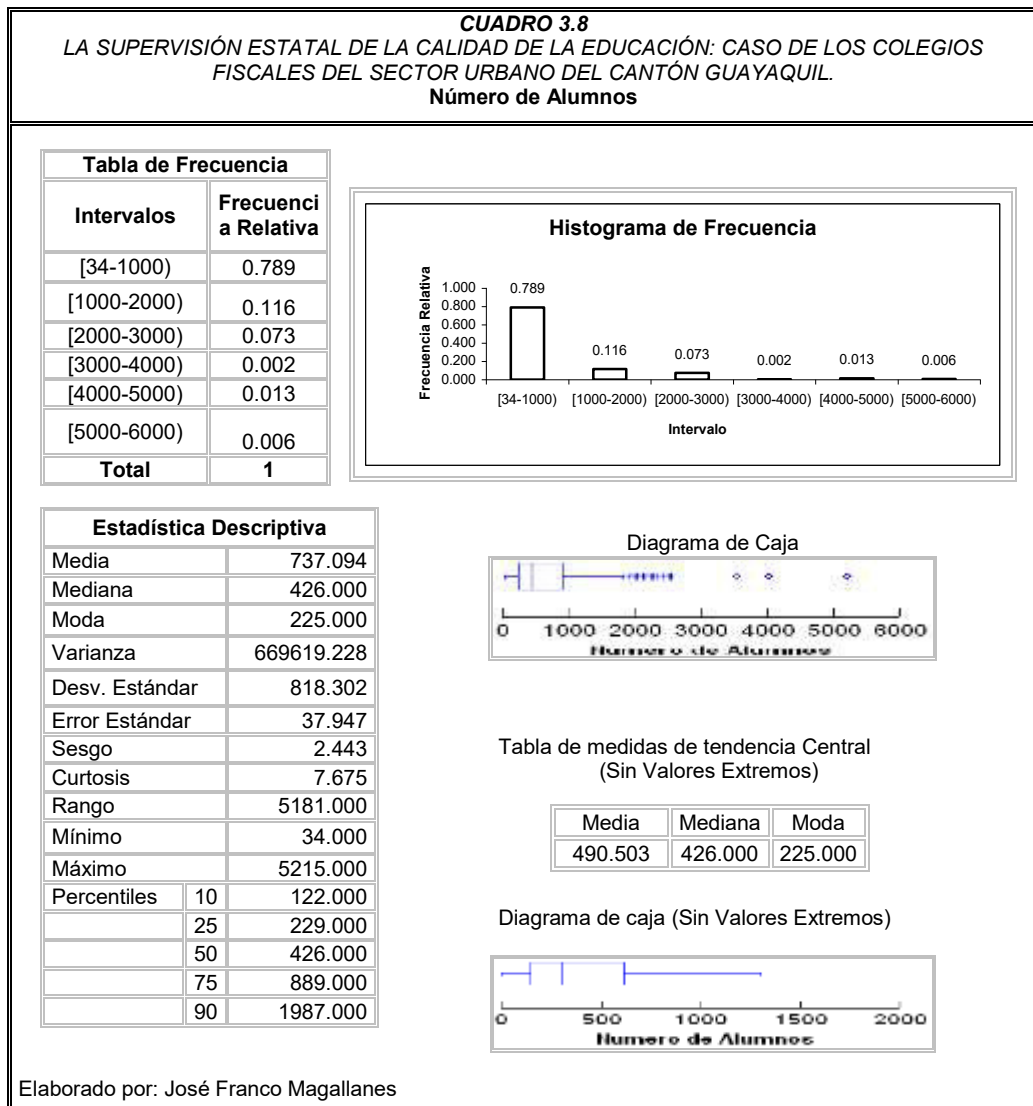 CUADRO 3.8
LA SUPERVISIÓN ESTATAL DE LA CALIDAD DE LA EDUCACIÓN: CASO DE LOS COLEGIOS
FISCALES DEL SECTOR URBANO DEL CANTÓN GUAYAQUIL.
Número de Alumnos
Tabla de Frecuencia
Intervalos Frecuenci
a Relativa
[34-1000) 0.789
[1000-2000) 0.116
[2000-3000) 0.073
[3000-4000) 0.002
[4000-5000) 0.013
[5000-6000) 0.006
Total 1
Histograma de Frecuencia
Frecuencia Relativa
1.000
0.800
0.600
0.400
0.200
0.000
0.789 0.116 0.073 0.002 0.013 0.006
[34-1000) [1000-2000) [2000-3000) [3000-4000) [4000-5000) [5000-6000)
Intervalo
Estadística Descriptiva
Media 737.094
Mediana 426.000
Moda 225.000
Varianza 669619.228
Desv. Estándar 818.302
Error Estándar 37.947
Sesgo 2.443
Curtosis 7.675
Rango 5181.000
Mínimo 34.000
Máximo 5215.000
Percentiles 10 122.000
25 229.000
50 426.000
75 889.000
90 1987.000
Diagrama de Caja
0 1000 2000 3000 4000 5000 6000
Numero de Alumnos
Tabla de medidas de tendencia Central
(Sin Valores Extremos)
Media Mediana Moda
490.503 426.000 225.000
Diagrama de caja (Sin Valores Extremos)
0 500 1000 1500 2000
Numero de Alumnos
Elaborado por: José Franco Magallanes